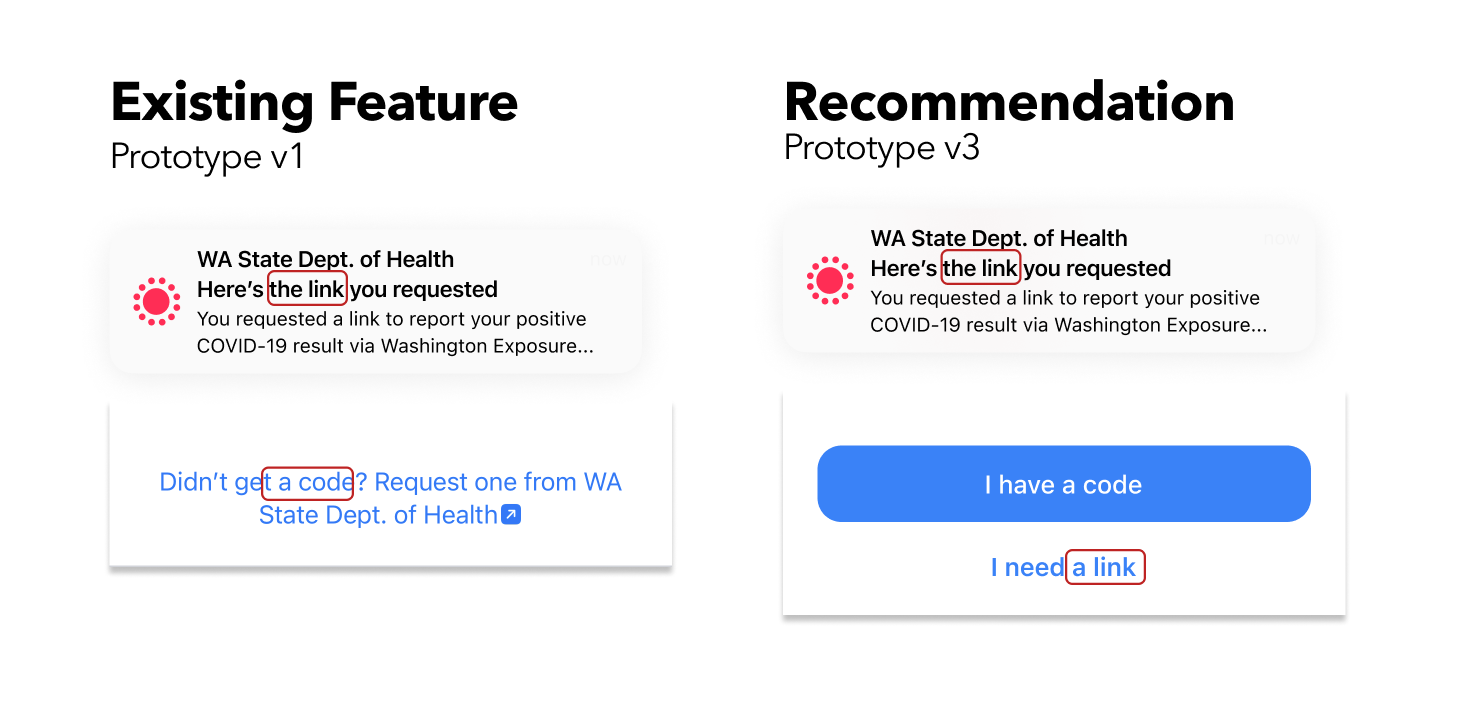 Existing Feature
Prototype v1
WA State Dept. of Health
now
Here's the link you requested
You requested a link to report your positive
COVID-19 result via Washington Exposure...
Didn't get a code? Request one from WA
State Dept. of Health
Recommendation
Prototype v3
WA State Dept. of Health
now
Here's the link you requested
You requested a link to report your positive
COVID-19 result via Washington Exposure...
I have a code
I need a link